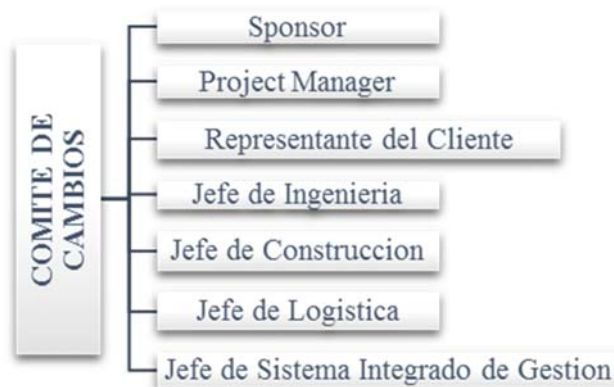 COMITE DE
CAMBIOS
Sponsor
Project Manager
Representante del Cliente
Jefe de Ingenieria
Jefe de Construccion
Jefe de Logistica
Jefe de Sistema Integrado de Gestion